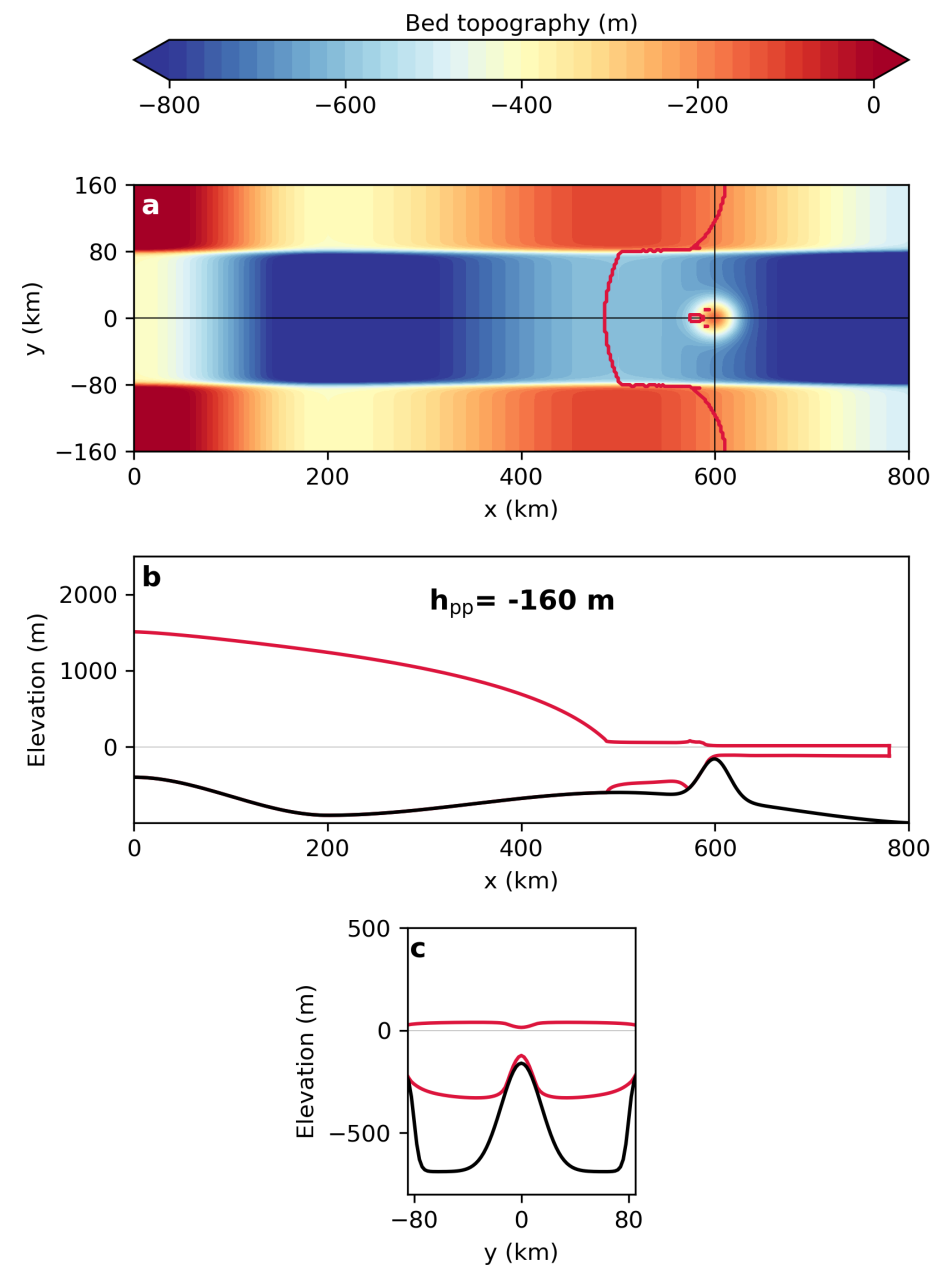 Bed topography (m)
−800 −600 −400 −200 0
a
160
80
0
−80
−160
y (km)
0 200 400 600 800
x (km)
b
hpp= -160 m
2000
1000
0
Elevation (m)
0 200 400 600 800
x (km)
c
500
0
−500
Elevation (m)
−80 0 80
y (km)